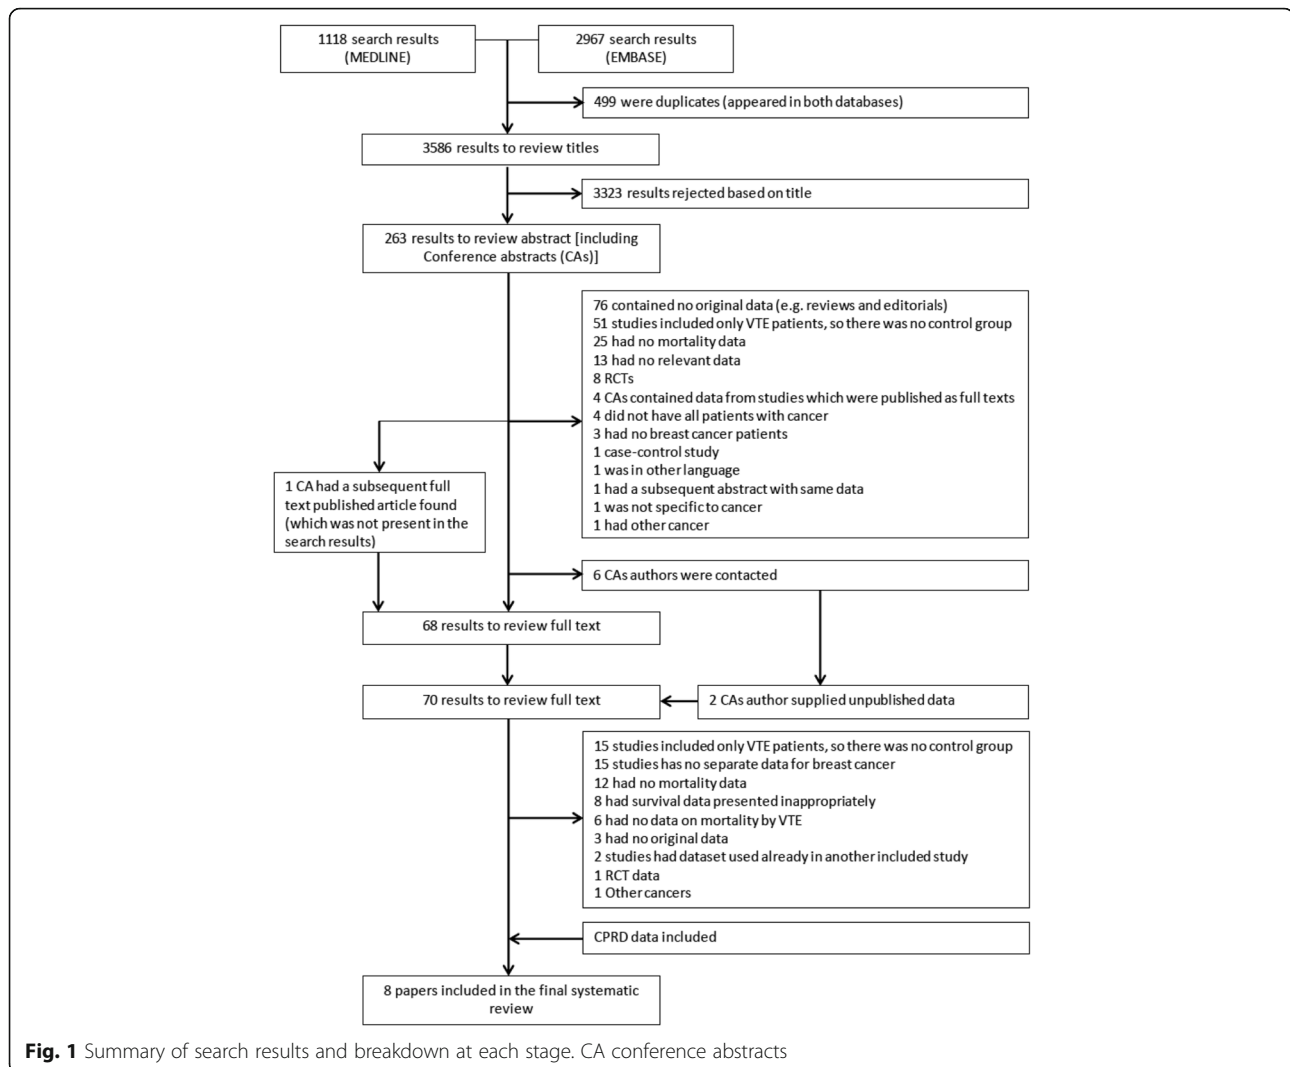 1118 search results
(MEDLINE)
2967 search results
(EMBASE)
499 were duplicates (appeared in both databases)
3586 results to review titles
3323 results rejected based on title
263 results to review abstract [including
Conference abstracts (CAs)]
76 contained no original data (e.g. reviews and editorials)
51 studies included only VTE patients, so there was no control group
25 had no mortality data
13 had no relevant data
8 RCTs
4 CAs contained data from studies which were published as full texts
4 did not have all patients with cancer
3 had no breast cancer patients
1 case-control study
1 was in other language
1 had a subsequent abstract with same data
1 was not specific to cancer
1 had other cancer
1 CA had a subsequent full
text published article found
(which was not present in the
search results)
6 CAs authors were contacted
68 results to review full text
70 results to review full text
2 CAs author supplied unpublished data
15 studies included only VTE patients, so there was no control group
15 studies has no separate data for breast cancer
12 had no mortality data
8 had survival data presented inappropriately
6 had no data on mortality by VTE
3 had no original data
2 studies had dataset used already in another included study
1 RCT data
1 Other cancers
CPRD data included
8 papers included in the final systematic
review
Fig. 1 Summary of search results and breakdown at each stage. CA conference abstracts